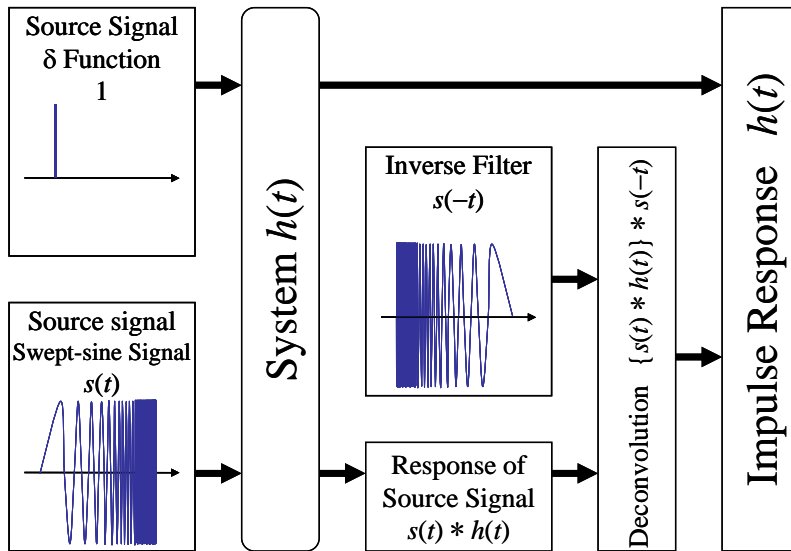 Source Signal
δ Function
1
System h(t)
Inverse Filter
s(−t)
Source signal
Swept-sine Signal
s(t)
Response of
Source Signal
s(t) * h(t)
Deconvolution {s(t) * h(t)} * s(−t)
Impulse Response h(t)